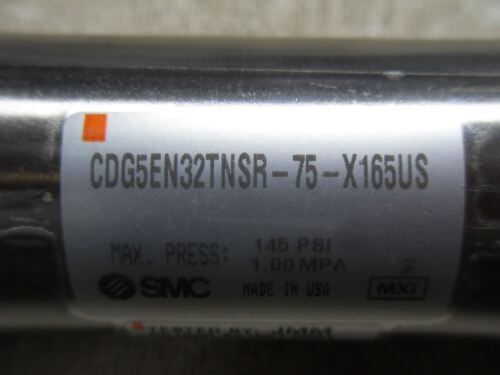 CDG5EN32TNSR-75-X165US
MAX. PRESS: 145 PSI
1.00 MPA
SMC MADE IN USA MXI